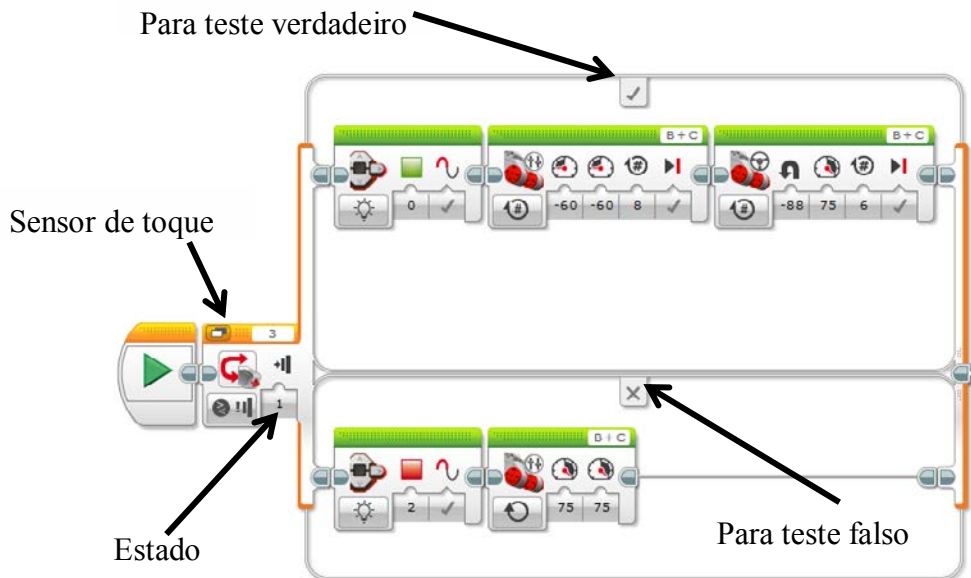 Para teste verdadeiro
B + C
B + C
#
#
0
#
-60
-60
8
#
-88
75
6
Sensor de toque
3
1
B + C
2
75
75
Estado
Para teste falso